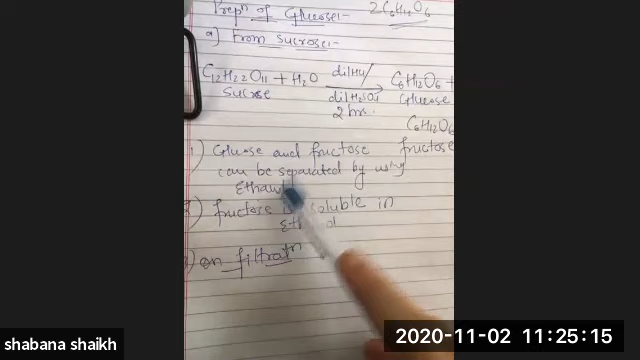 Prepn of Glucose:-
2C6H12O6
a) From sucrose:-
C12H22O11 + H2O dil HCl/ dil H2SO4 2 hrs. C6H12O6 +
Sucrose Glucose
C6H12O6
fructose
1) Glucose and fructose
can be separated by using
Ethanol
2) fructose is soluble in
Ethanol
3) on filtratn
shabana shaikh
2020-11-02 11:25:15